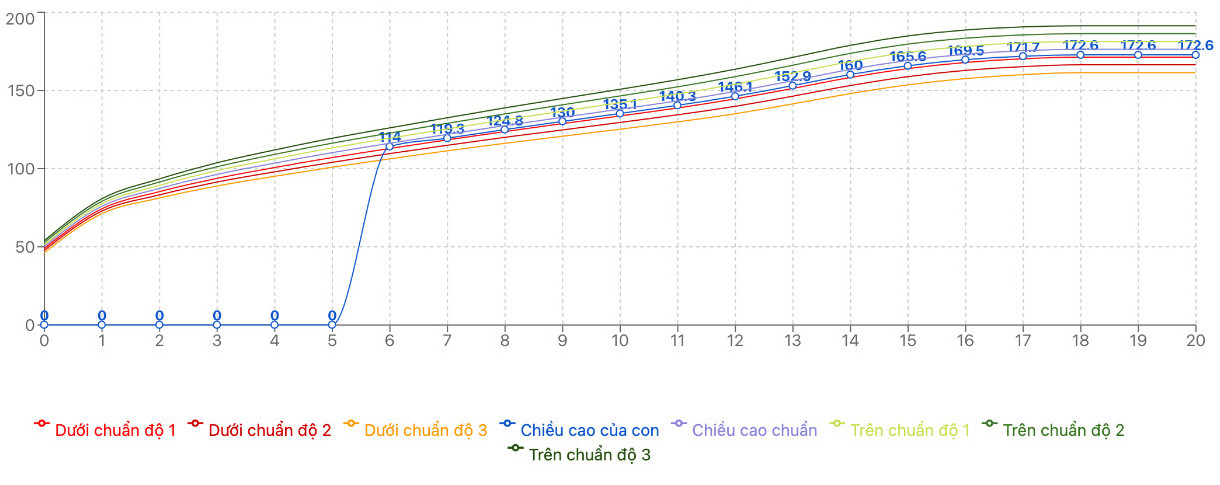 200
150
100
50
0
0 0 0 0 0 0 114 119.3 124.8 130 135.1 140.3 146.1 152.9 160 165.6 169.5 171.7 172.6 172.6 172.6
0 1 2 3 4 5 6 7 8 9 10 11 12 13 14 15 16 17 18 19 20
Dưới chuẩn độ 1 Dưới chuẩn độ 2 Dưới chuẩn độ 3 Chiều cao của con Chiều cao chuẩn Trên chuẩn độ 1 Trên chuẩn độ 2
Trên chuẩn độ 3